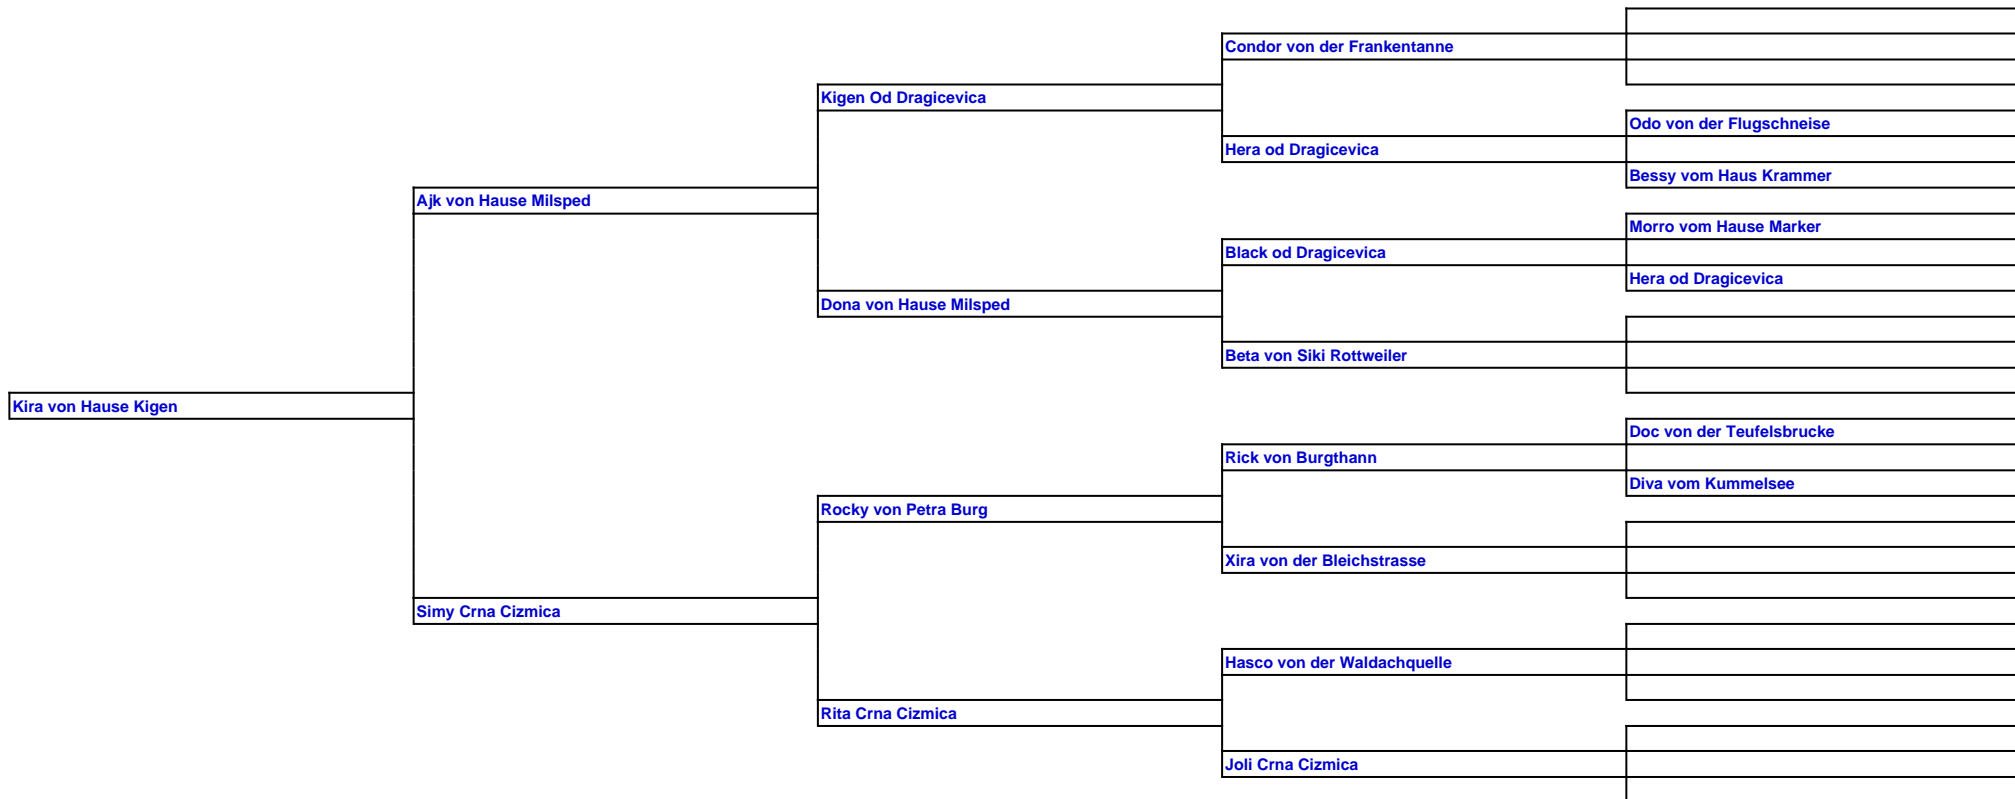 Condor von der Frankentanne
Kigen Od Dragicevica
Odo von der Flugschneise
Hera od Dragicevica
Bessy vom Haus Krammer
Ajk von Hause Milsped
Morro vom Hause Marker
Black od Dragicevica
Hera od Dragicevica
Dona von Hause Milsped
Beta von Siki Rottweiler
Kira von Hause Kigen
Doc von der Teufelsbrucke
Rick von Burgthann
Diva vom Kummelsee
Rocky von Petra Burg
Xira von der Bleichstrasse
Simy Crna Cizmica
Hasco von der Waldachquelle
Rita Crna Cizmica
Joli Crna Cizmica